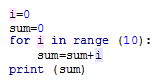 i=0
sum=0
for i in range (10):
    sum=sum+i
print (sum)